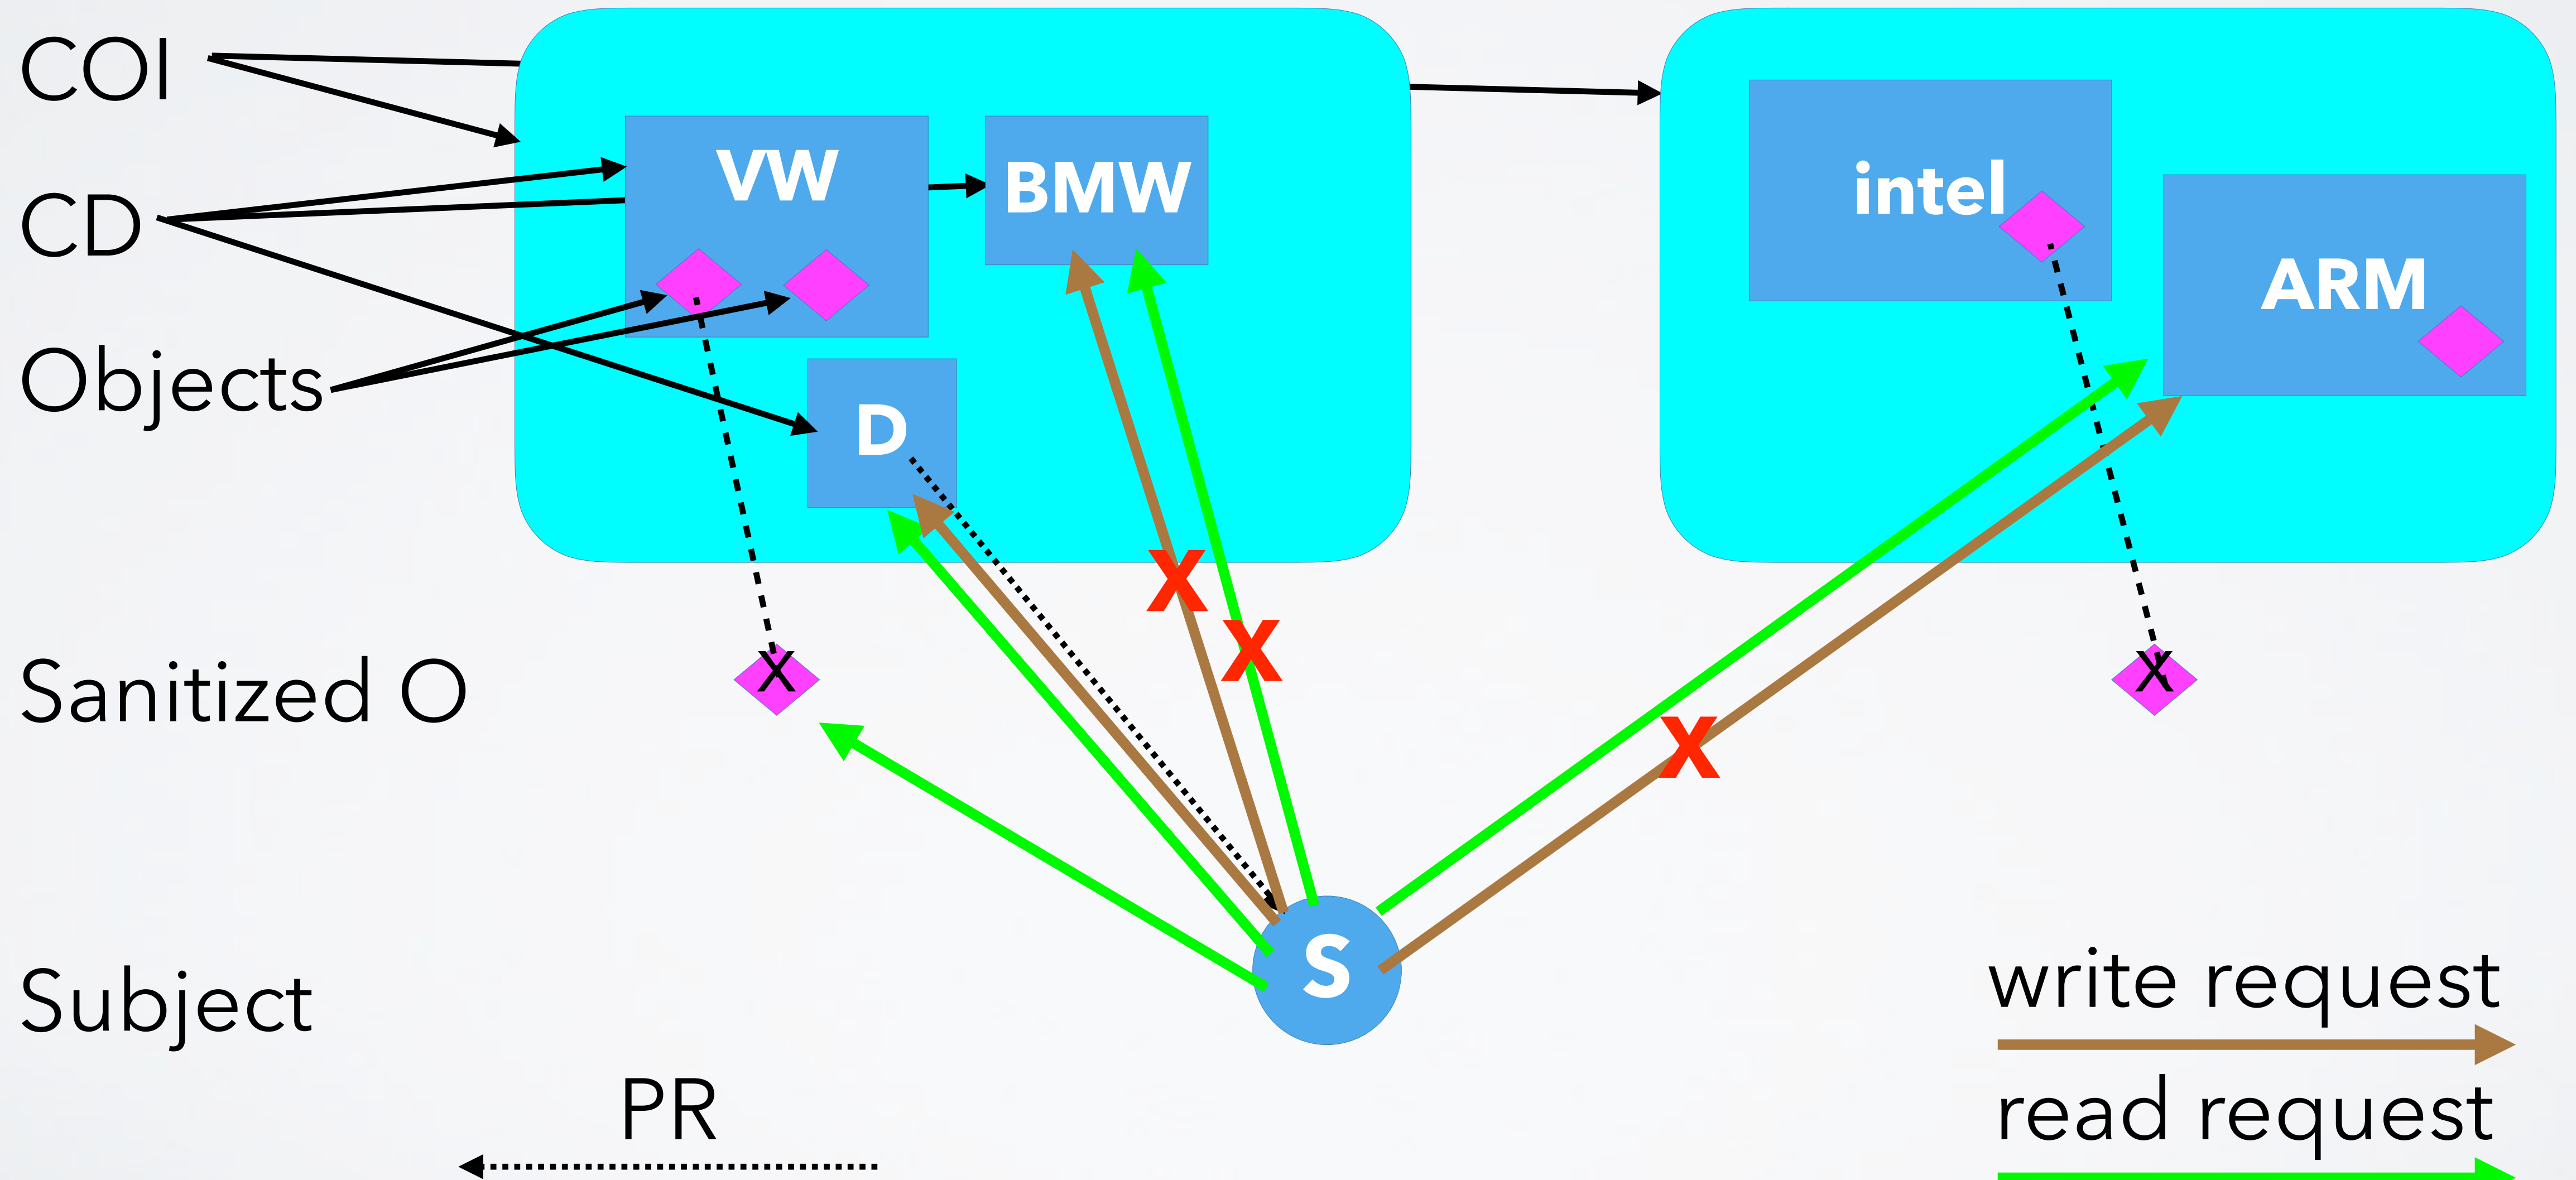 COI
CD
Objects
VW
BMW
D
intel
ARM
X
X
X
Sanitized O
X
X
Subject
S
PR
write request
read request